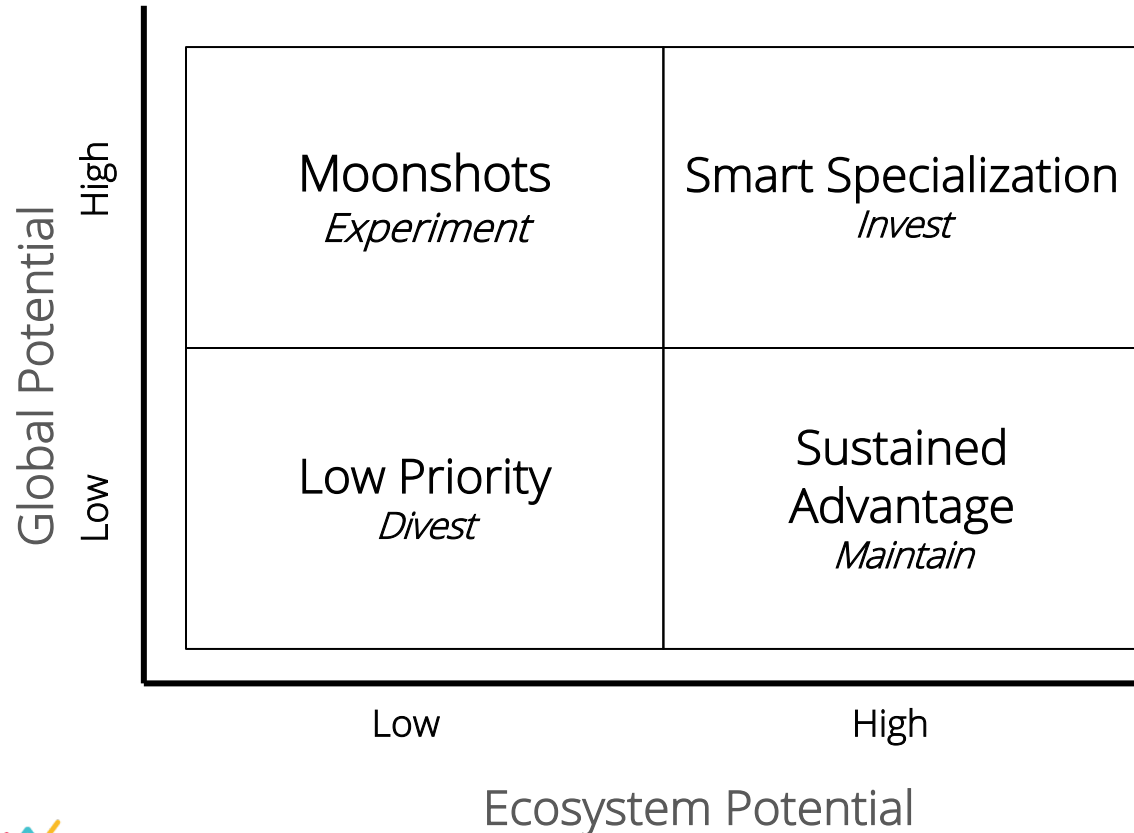 Global Potential
High
Low
Moonshots
Experiment
Smart Specialization
Invest
Low Priority
Divest
Sustained
Advantage
Maintain
Low
High
Ecosystem Potential